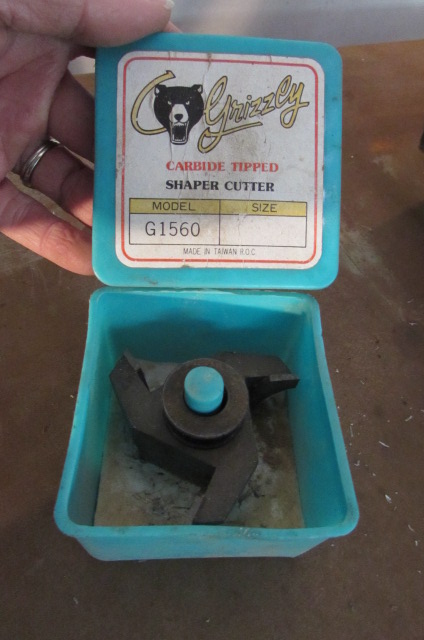 Grizzly
CARBIDE TIPPED
SHAPER CUTTER
MODEL SIZE
G1560
MADE IN TAIWAN R.O.C